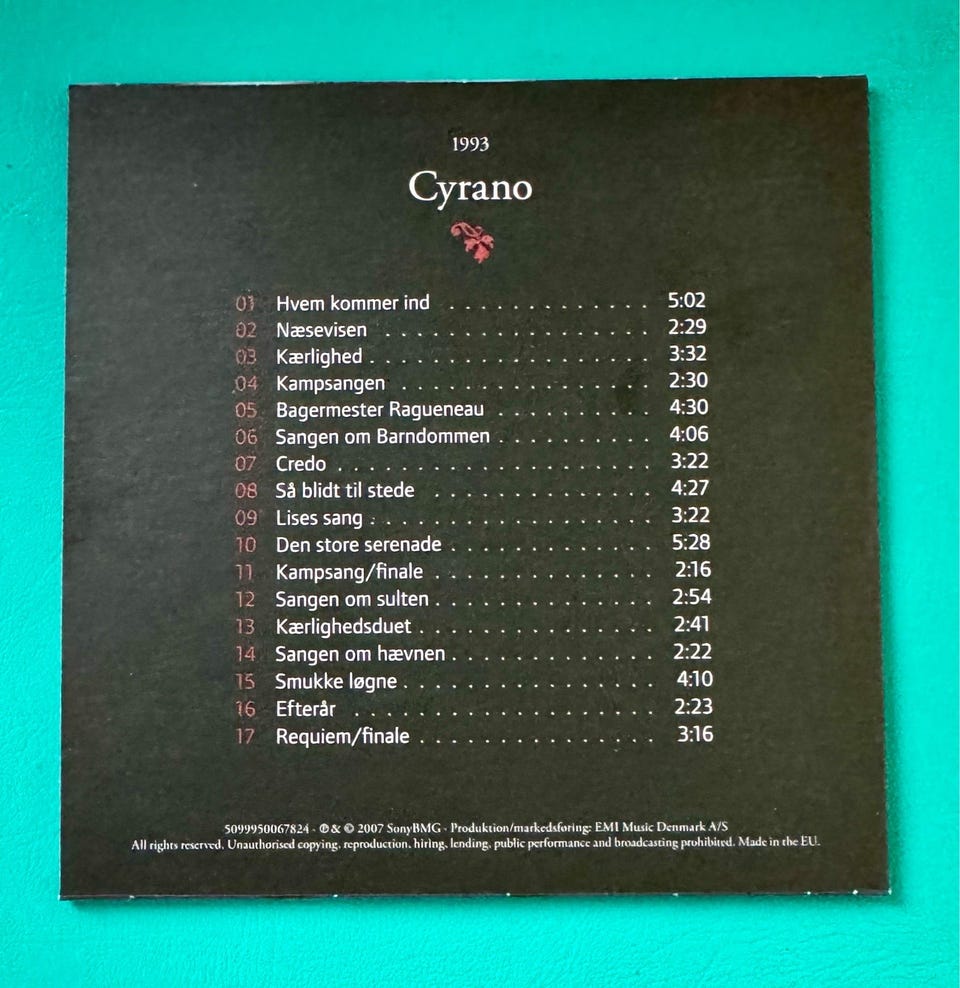 1993
Cyrano
01 Hvem kommer ind . . . . . . . . . . . . . 5:02
02 Næsevisen . . . . . . . . . . . . . . . . . 2:29
03 Kærlighed . . . . . . . . . . . . . . . . . . 3:32
04 Kampsangen . . . . . . . . . . . . . . . . 2:30
05 Bagermester Ragueneau . . . . . . . . . . 4:30
06 Sangen om Barndommen . . . . . . . . . . 4:06
07 Credo . . . . . . . . . . . . . . . . . . . . 3:22
08 Så blidt til stede . . . . . . . . . . . . . . 4:27
09 Lises sang . . . . . . . . . . . . . . . . . . 3:22
10 Den store serenade . . . . . . . . . . . . . 5:28
11 Kampsang/finale . . . . . . . . . . . . . . 2:16
12 Sangen om sulten . . . . . . . . . . . . . . 2:54
13 Kærlighedsduet . . . . . . . . . . . . . . . 2:41
14 Sangen om hævnen . . . . . . . . . . . . . 2:22
15 Smukke løgne . . . . . . . . . . . . . . . . 4:10
16 Efterår . . . . . . . . . . . . . . . . . . . 2:23
17 Requiem/finale . . . . . . . . . . . . . . . 3:16
5099950067824 · ℗ & © 2007 SonyBMG · Produktion/markedsføring: EMI Music Denmark A/S
All rights reserved. Unauthorised copying, reproduction, hiring, lending, public performance and broadcasting prohibited. Made in the EU.